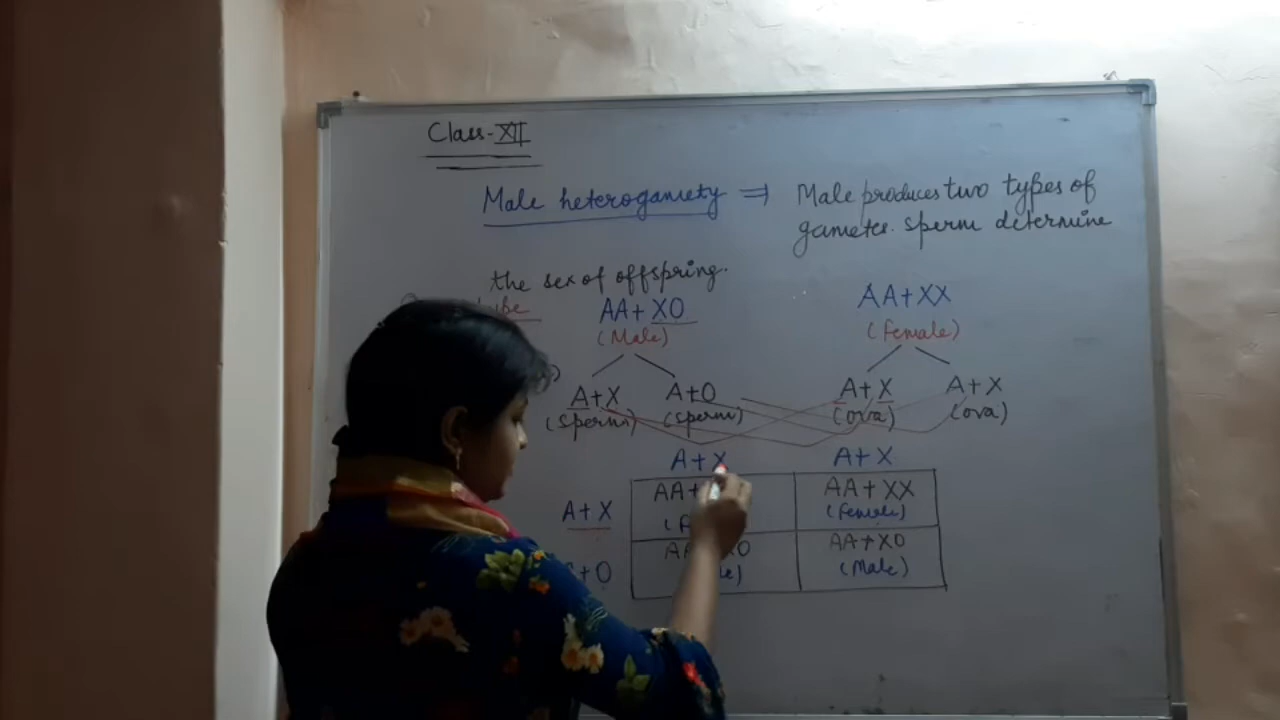 Class-XII
Male heterogamety ⇒ Male produces two types of
gametes. Sperm determine
the sex of offspring.
AA+XO AA+XX
(Male) (Female)
A+X A+O A+X A+X
(Sperm) (Sperm) (ova) (ova)
A+X A+X
A+X AA+ AA+XX
(female)
+O XO AA+XO
(Male)